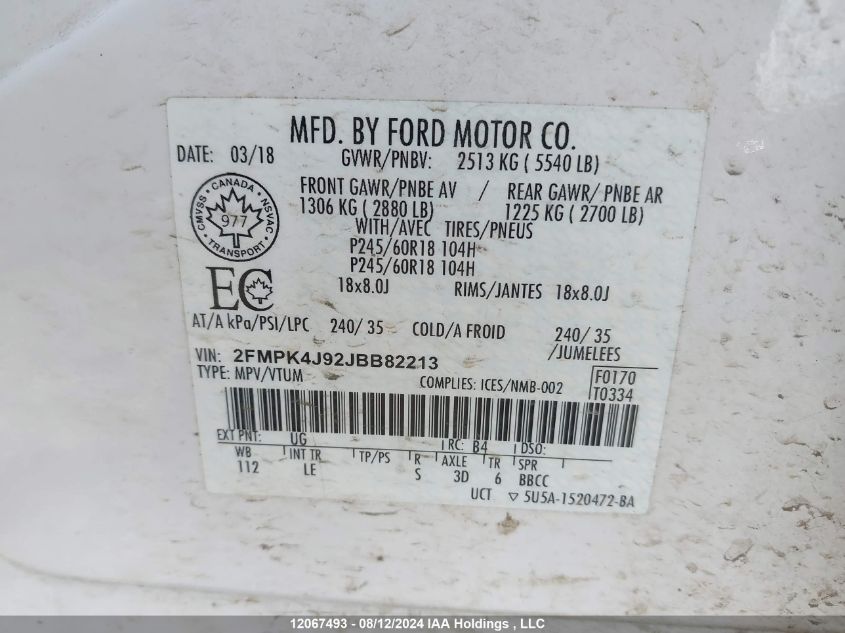 MFD. BY FORD MOTOR CO.
DATE: 03/18 GVWR/PNBV: 2513 KG ( 5540 LB)
FRONT GAWR/PNBE AV / REAR GAWR/ PNBE AR
1306 KG ( 2880 LB) 1225 KG ( 2700 LB)
CANADA
CMVSS NSVAC
977
TRANSPORT
WITH/AVEC TIRES/PNEUS
P245/60R18 104H
P245/60R18 104H
EC
18x8.0J RIMS/JANTES 18x8.0J
AT/A kPa/PSI/LPC 240/ 35 COLD/A FROID 240/ 35
/JUMELEES
VIN: 2FMPK4J92JBB82213
TYPE: MPV/VTUM COMPLIES: ICES/NMB-002 F0170
T0334
EXT PNT: UG RC: B4 DSO:
WB INT TR TP/PS R AXLE TR SPR
112 LE S 3D 6 BBCC
UCT ▽ 5U5A-1520472-BA
12067493 - 08/12/2024 IAA Holdings , LLC